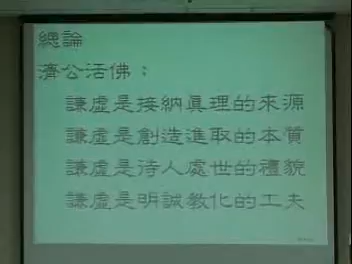 總論
濟公活佛：
謙虛是接納真理的來源
謙虛是創造進取的本質
謙虛是待人處世的禮貌
謙虛是明誠教化的工夫